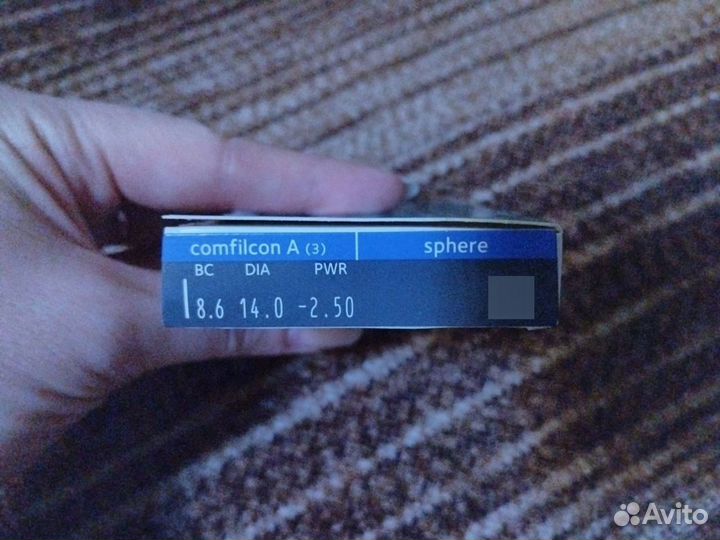 comfilcon A (3) sphere
BC DIA PWR
8.6 14.0 -2.50
Avito